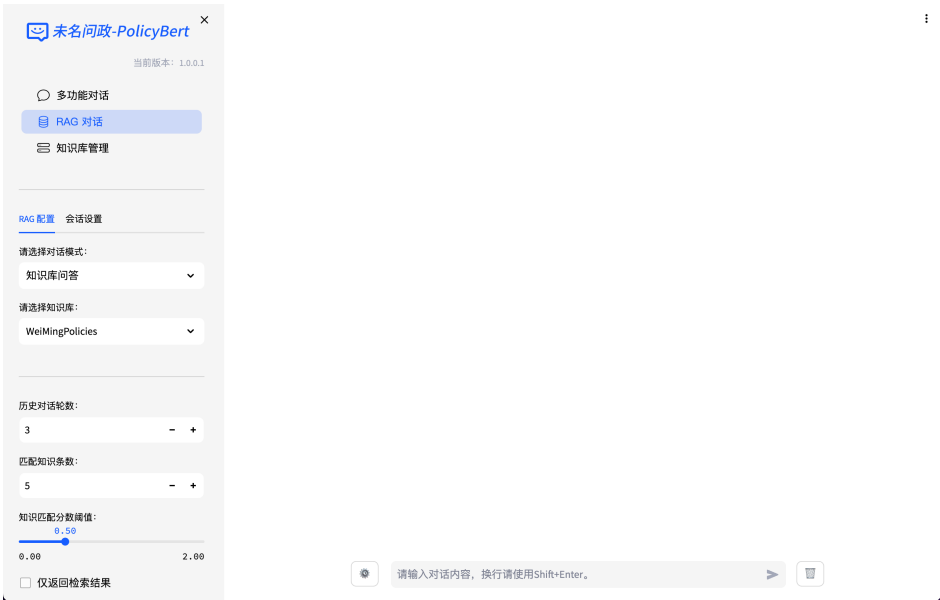 未名问政-PolicyBert
当前版本：1.0.0.1
多功能对话
RAG 对话
知识库管理
RAG 配置 会话设置
请选择对话模式：
知识库问答
请选择知识库：
WeiMingPolicies
历史对话轮数：
3
匹配知识条数：
5
知识匹配分数阈值：
0.50
0.00 2.00
仅返回检索结果
请输入对话内容，换行请使用Shift+Enter。